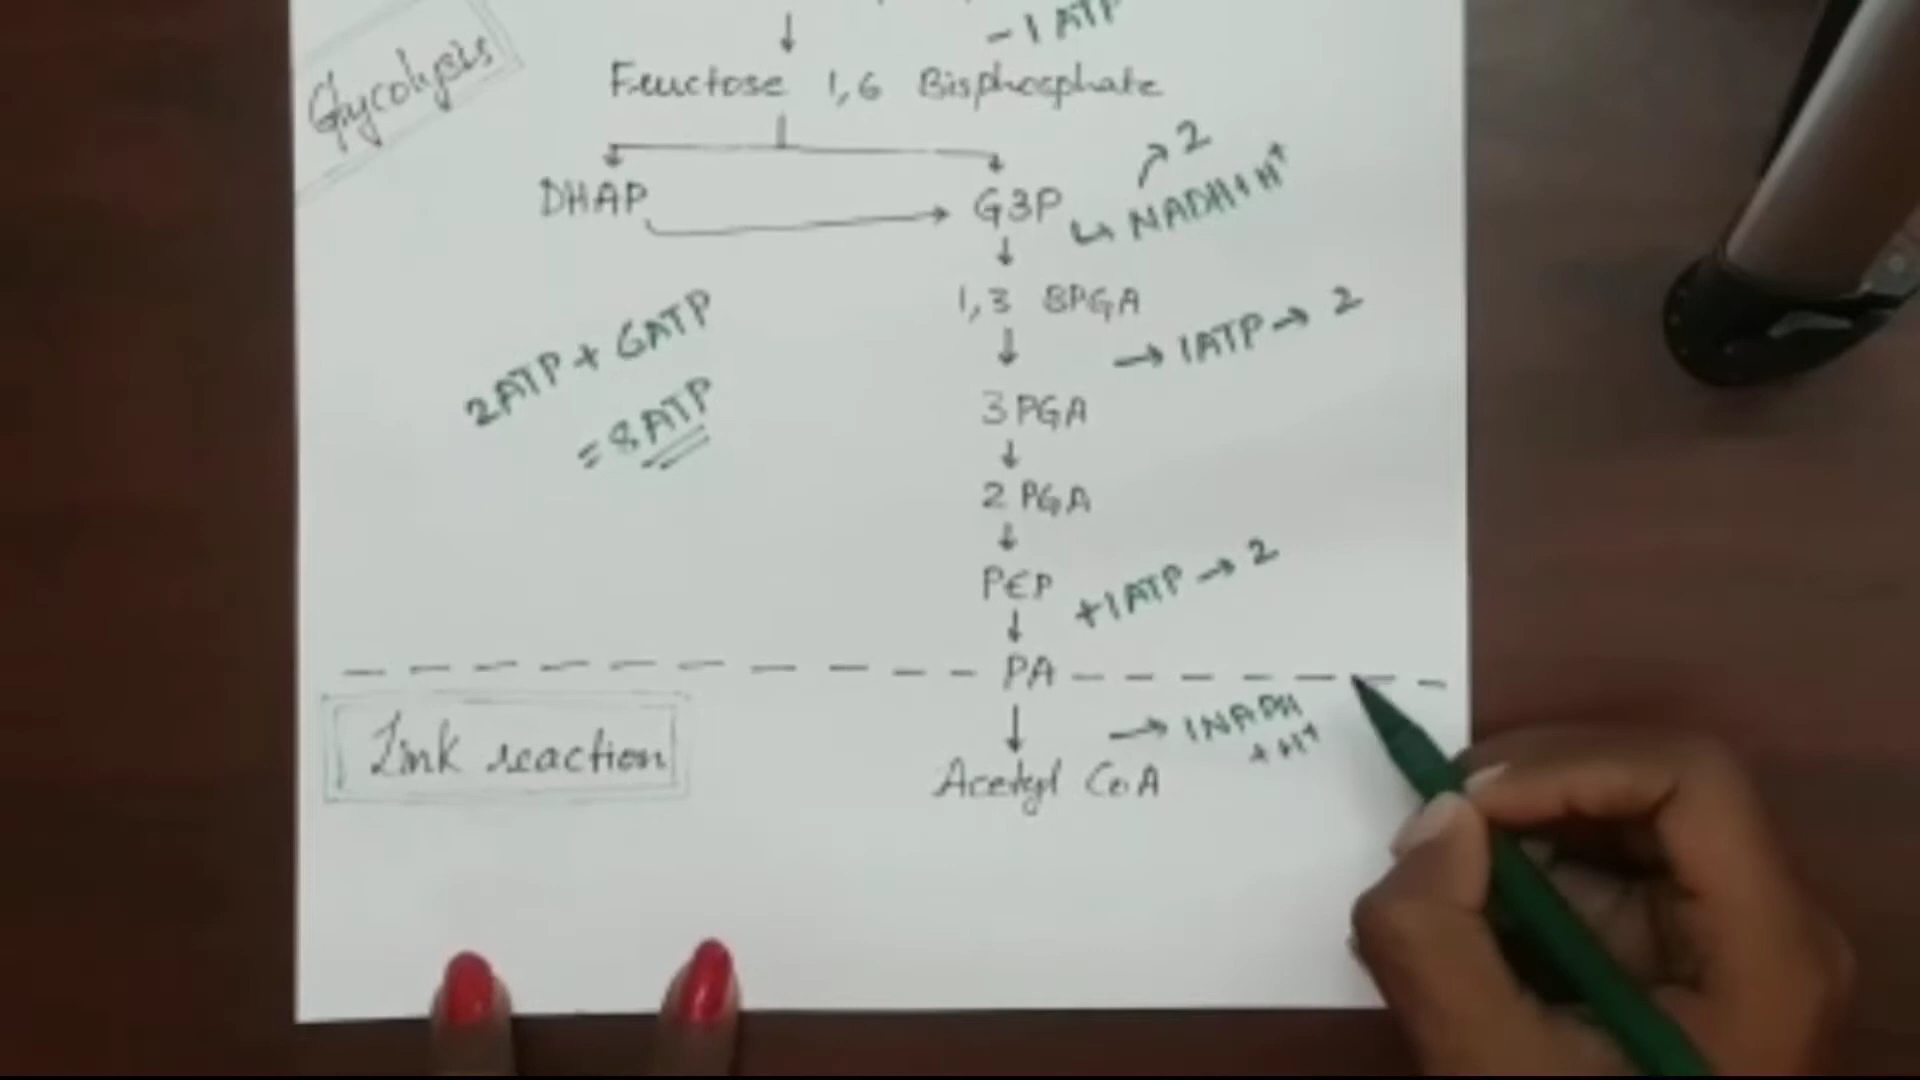 - 1 ATP
Glycolysis
Fructose 1,6 Bisphosphate
2
DHAP
G3P
NADH + H+
1,3 BPGA
→ 1ATP → 2
2ATP + 6ATP
= 8ATP
3 PGA
2 PGA
PEP
+1ATP → 2
PA
Link reaction
→ 1NADH
+ H+
Acetyl CoA